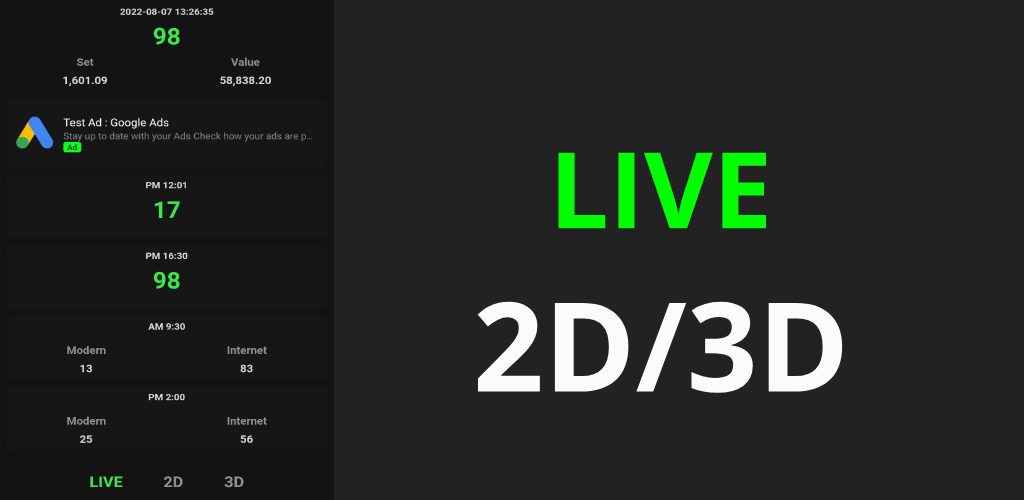 2022-08-07 13:26:35
98
Set Value
1,601.09 58,838.20
Test Ad : Google Ads
Stay up to date with your Ads Check how your ads are p...
Ad
PM 12:01
17
PM 16:30
98
AM 9:30
Modern Internet
13 83
PM 2:00
Modern Internet
25 56
LIVE 2D 3D
LIVE
2D/3D